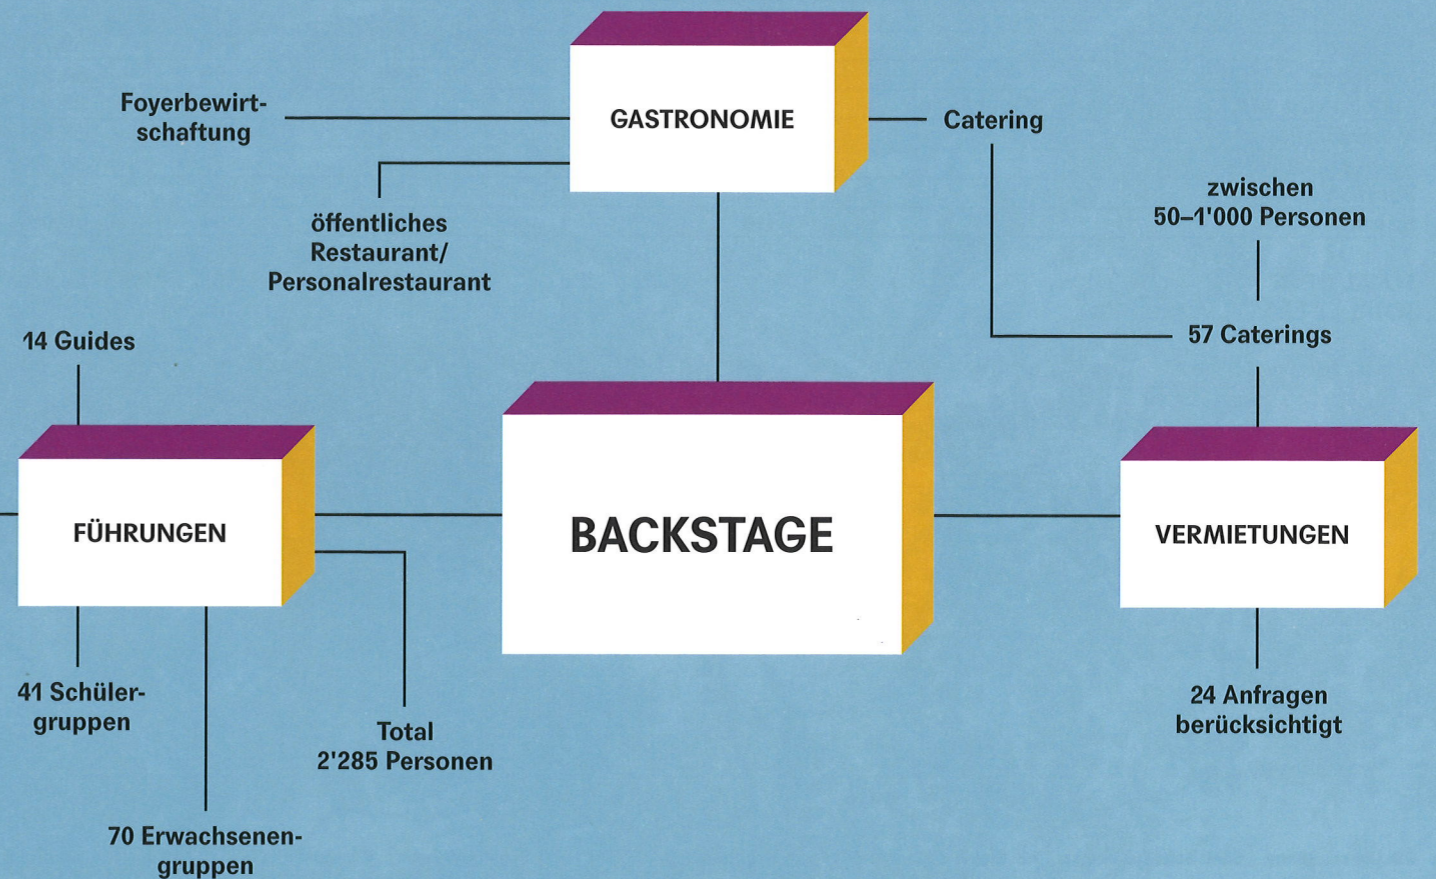 GASTRONOMIE
Foyerbewirt-
schaftung
Catering
öffentliches
Restaurant/
Personalrestaurant
zwischen
50–1'000 Personen
57 Caterings
14 Guides
FÜHRUNGEN
BACKSTAGE
VERMIETUNGEN
41 Schüler-
gruppen
Total
2'285 Personen
70 Erwachsenen-
gruppen
24 Anfragen
berücksichtigt